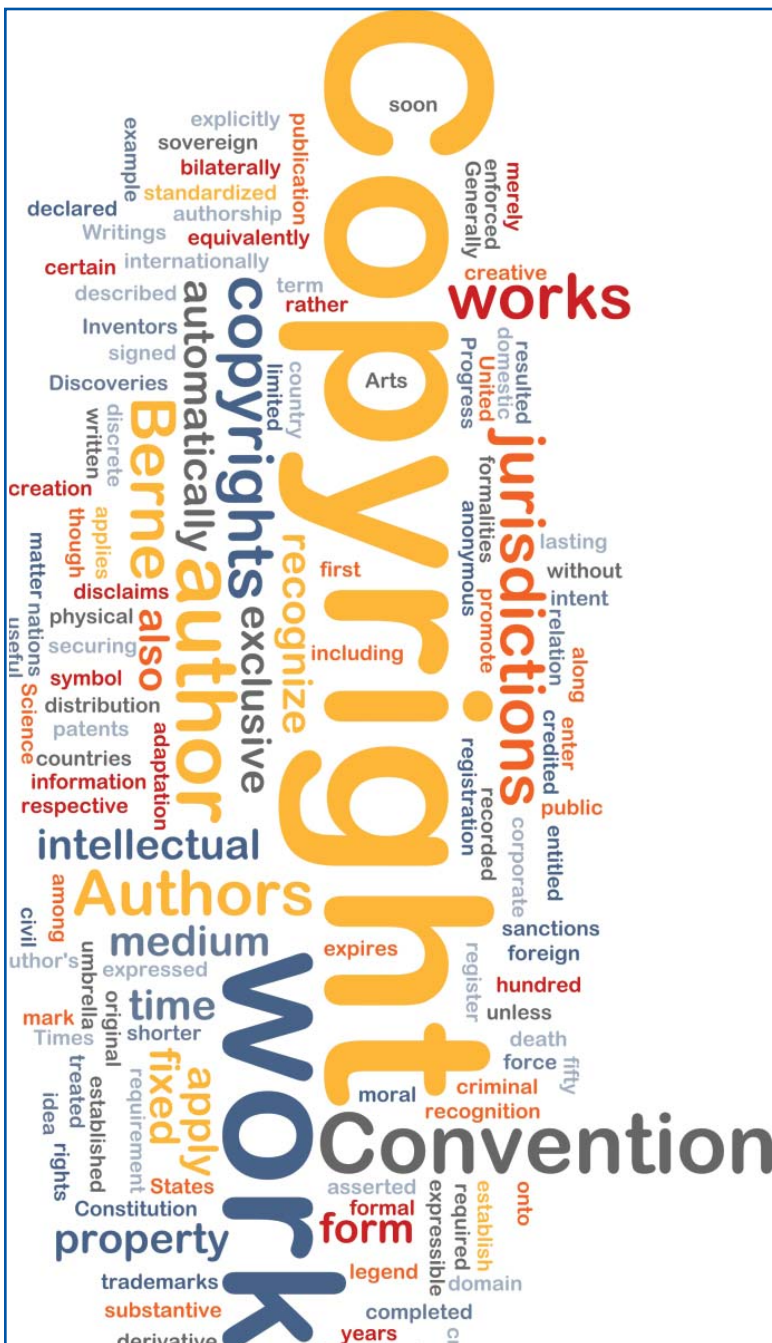 Copyright
soon
explicitly
sovereign
bilaterally
standardized
authorship
equivalently
internationally
example
publication
declared
Writings
certain
described
Inventors
signed
Discoveries
term
rather
merely
enforced
Generally
creative
works
automatically
copyrights
limited
country
Arts
resulted
domestic
United
Progress
Berne
discrete
written
creation
applies
though
jurisdictions
formalities
anonymous
promote
lasting
without
intent
relation
along
recognize
first
including
author
exclusive
disclaims
matter
nations
useful
physical
also
securing
symbol
Science
distribution
patents
countries
information
respective
adaptation
enter
credited
public
registration
recorded
corporate
entitled
intellectual
Authors
among
civil
medium
expressed
umbrella
original
mark
Times
time
shorter
work
expires
register
sanctions
foreign
hundred
unless
death
force
fifty
criminal
recognition
moral
treated
idea
rights
established
requirement
fixed
apply
States
Constitution
property
Convention
asserted
formal
form
expressible
required
establish
onto
legend
domain
trademarks
substantive
derivative
completed
years